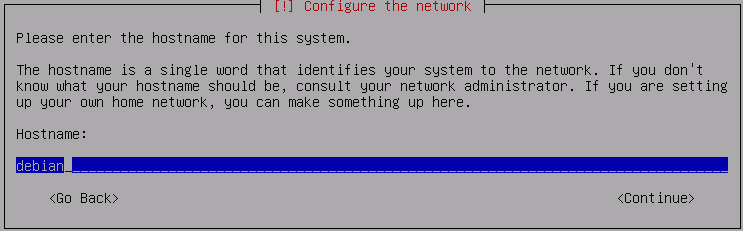 [!] Configure the network
Please enter the hostname for this system.
The hostname is a single word that identifies your system to the network. If you don't
know what your hostname should be, consult your network administrator. If you are setting
up your own home network, you can make something up here.
Hostname:
debian
<Go Back> <Continue>